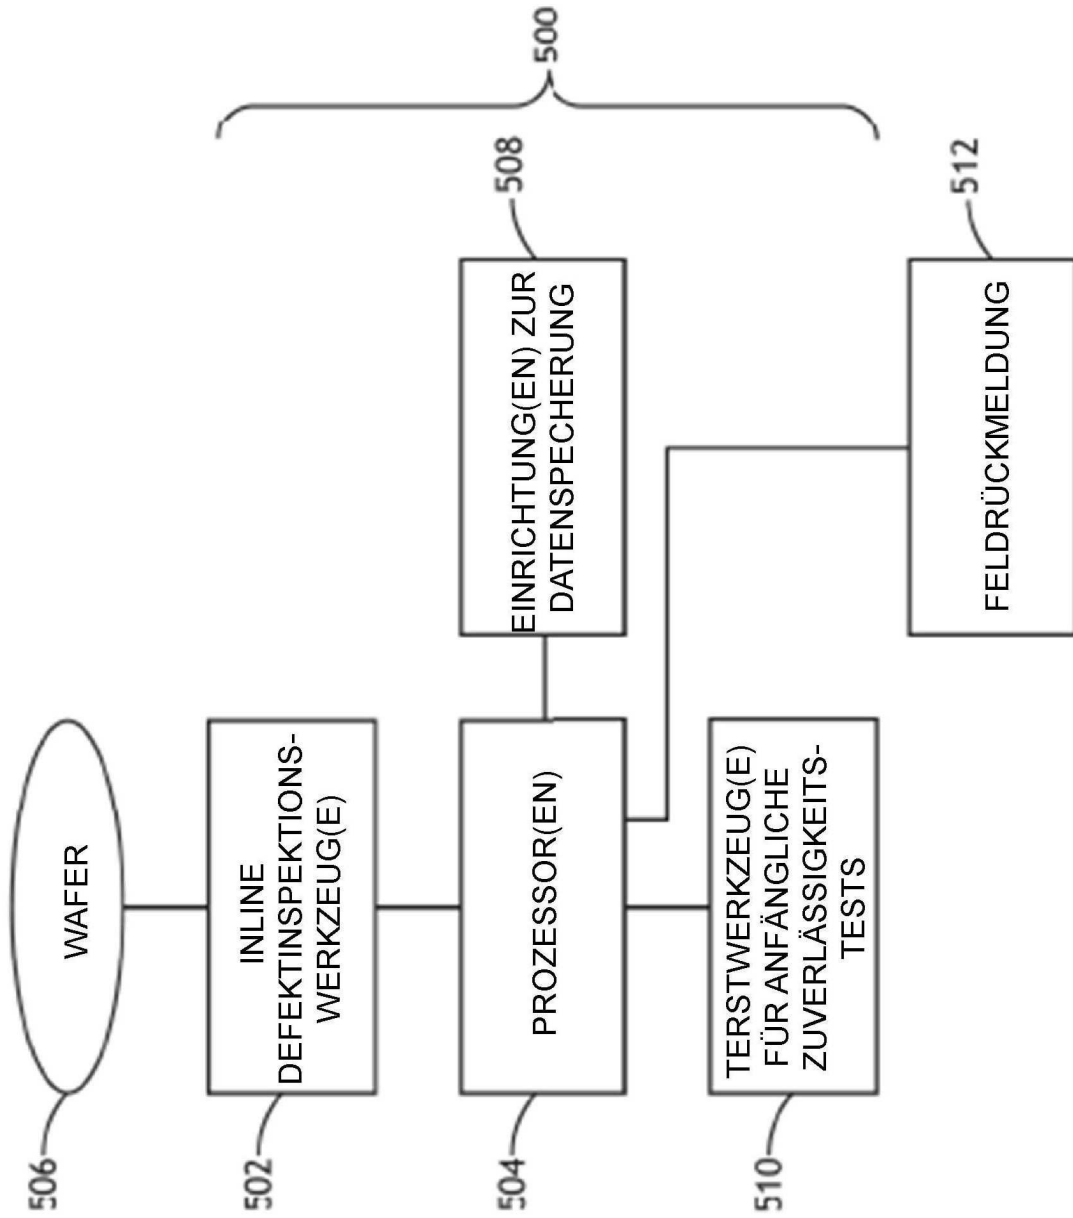 506
WAFER
500
502
INLINE
DEFEKTINSPEKTIONS-
WERKZEUG(E)
504
PROZESSOR(EN)
508
EINRICHTUNG(EN) ZUR
DATENSPECHERUNG
510
TERSTWERKZEUG(E)
FÜR ANFÄNGLICHE
ZUVERLÄSSIGKEITS-
TESTS
512
FELDRÜCKMELDUNG